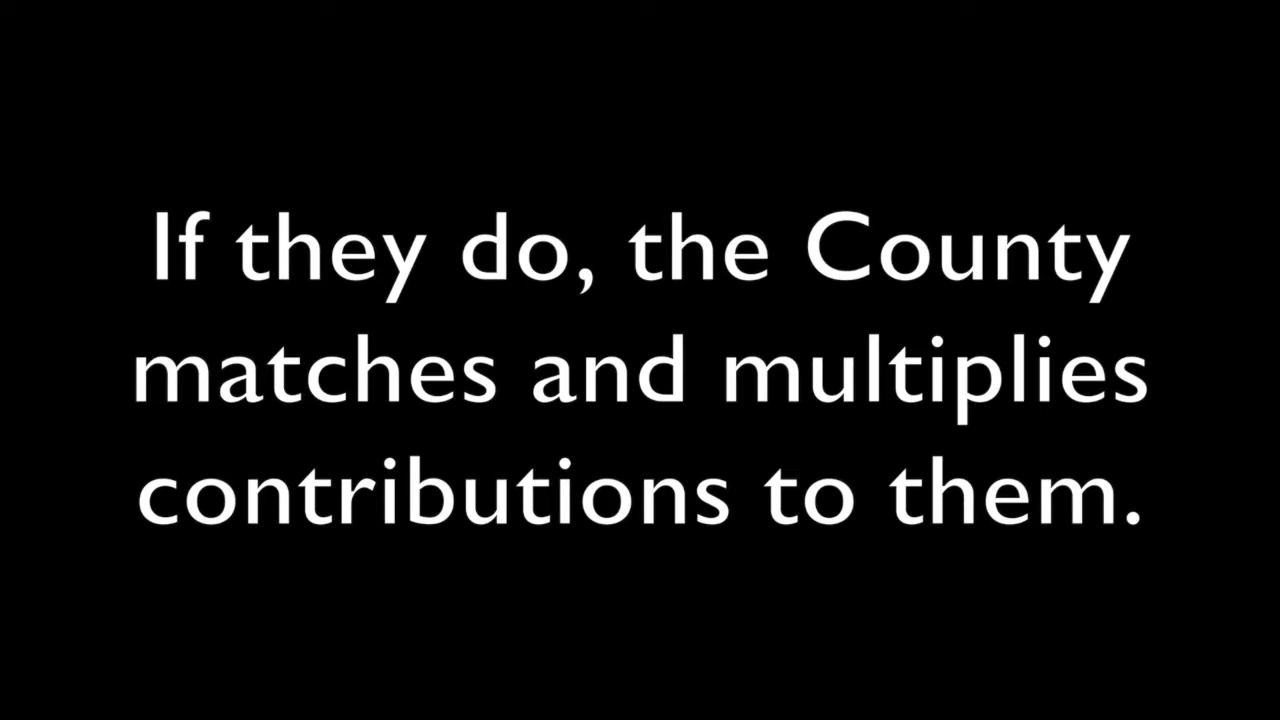 If they do, the County
matches and multiplies
contributions to them.